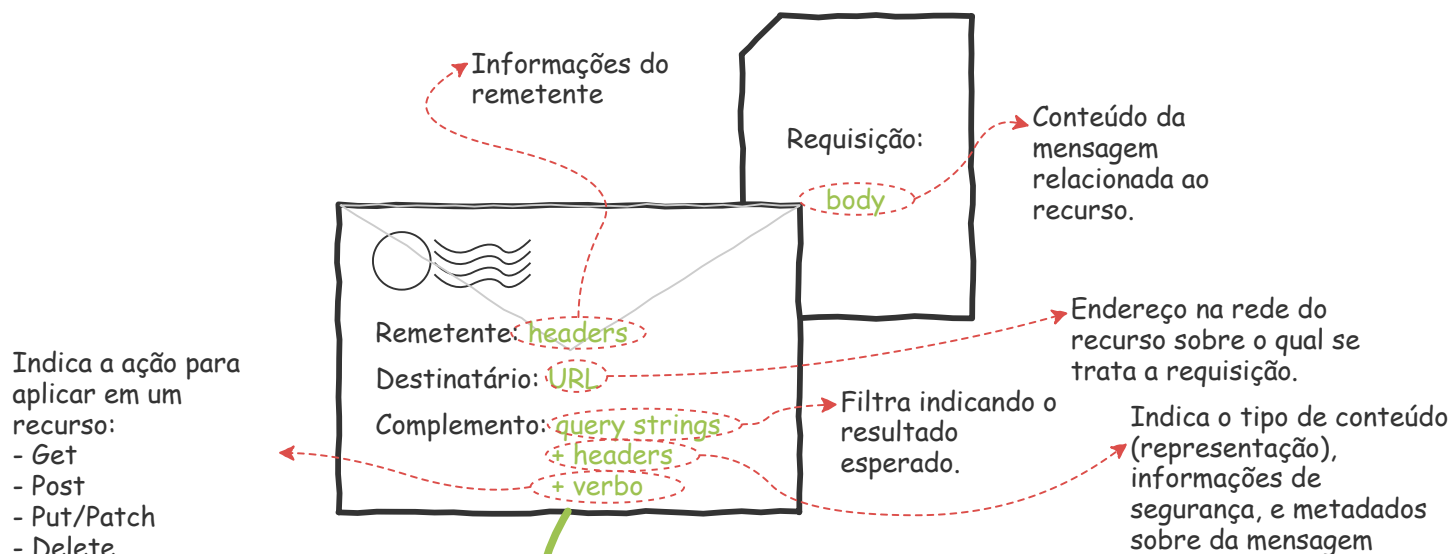 Informações do
remetente
Requisição:
body
Conteúdo da
mensagem
relacionada ao
recurso.
Remetente: headers
Destinatário: URL
Complemento: query strings
+ headers
+ verbo
Endereço na rede do
recurso sobre o qual se
trata a requisição.
Filtra indicando o
resultado
esperado.
Indica o tipo de conteúdo
(representação),
informações de
segurança, e metadados
sobre da mensagem
Indica a ação para
aplicar em um
recurso:
- Get
- Post
- Put/Patch
- Delete